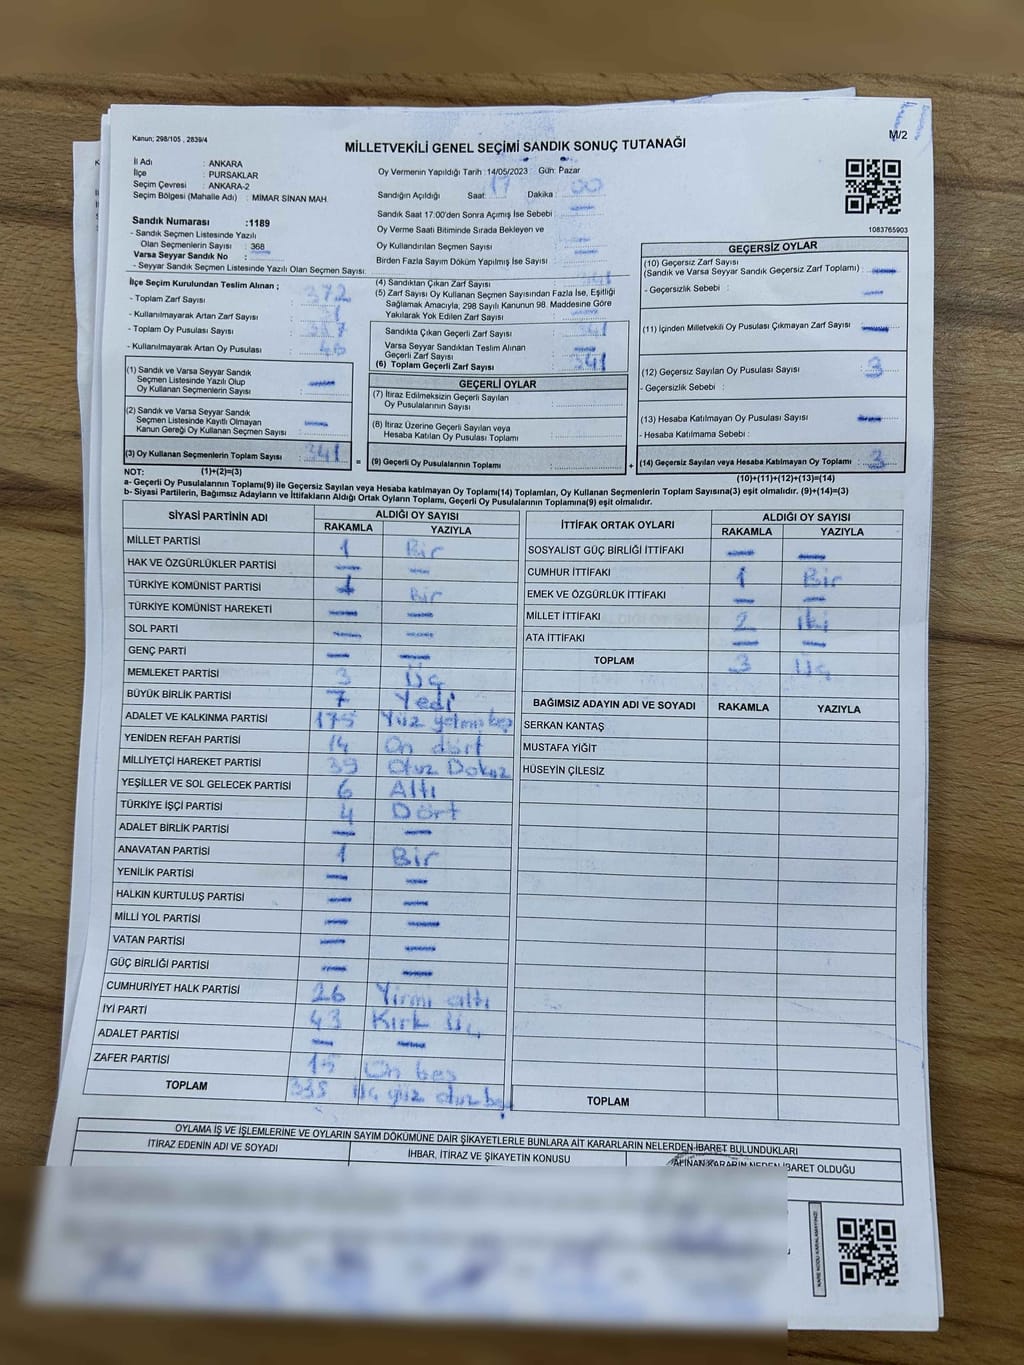 Kanun; 298/105 , 2839/4
M/2
MİLLETVEKİLİ GENEL SEÇİMİ SANDIK SONUÇ TUTANAĞI
İl Adı : ANKARA
İlçe : PURSAKLAR
Seçim Çevresi : ANKARA-2
Seçim Bölgesi (Mahalle Adı) : MİMAR SİNAN MAH.
Sandık Numarası :1189
- Sandık Seçmen Listesinde Yazılı
Olan Seçmenlerin Sayısı : 368
Varsa Seyyar Sandık No :
- Seyyar Sandık Seçmen Listesinde Yazılı Olan Seçmen Sayısı:
Oy Vermenin Yapıldığı Tarih :14/05/2023 Gün: Pazar
Sandığın Açıldığı Saat: 17 Dakika : 00
Sandık Saat 17:00'den Sonra Açılmış İse Sebebi :
Oy Verme Saati Bitiminde Sırada Bekleyen ve
Oy Kullandırılan Seçmen Sayısı :
Birden Fazla Sayım Döküm Yapılmış İse Sayısı :
1083765903
İlçe Seçim Kurulundan Teslim Alınan ;
- Toplam Zarf Sayısı : 372
- Kullanılmayarak Artan Zarf Sayısı : 31
- Toplam Oy Pusulası Sayısı :
- Kullanılmayarak Artan Oy Pusulası :
(1) Sandık ve Varsa Seyyar Sandık
Seçmen Listesinde Yazılı Olup
Oy Kullanan Seçmenlerin Sayısı :
(2) Sandık ve Varsa Seyyar Sandık
Seçmen Listesinde Kayıtlı Olmayan
Kanun Gereği Oy Kullanan Seçmen Sayısı :
(3) Oy Kullanan Seçmenlerin Toplam Sayısı : 341
(4) Sandıktan Çıkan Zarf Sayısı : 341
(5) Zarf Sayısı Oy Kullanan Seçmen Sayısından Fazla İse, Eşitliği
Sağlamak Amacıyla, 298 Sayılı Kanunun 98. Maddesine Göre
Yakılarak Yok Edilen Zarf Sayısı :
Sandıkta Çıkan Geçerli Zarf Sayısı : 341
Varsa Seyyar Sandıktan Teslim Alınan
Geçerli Zarf Sayısı :
(6) Toplam Geçerli Zarf Sayısı : 341
GEÇERLİ OYLAR
(7) İtiraz Edilmeksizin Geçerli Sayılan
Oy Pusulalarının Sayısı :
(8) İtiraz Üzerine Geçerli Sayılan veya
Hesaba Katılan Oy Pusulası Toplamı :
= (9) Geçerli Oy Pusulalarının Toplamı :
GEÇERSİZ OYLAR
(10) Geçersiz Zarf Sayısı
(Sandık ve Varsa Seyyar Sandık Geçersiz Zarf Toplamı) :
- Geçersizlik Sebebi :
(11) İçinden Milletvekili Oy Pusulası Çıkmayan Zarf Sayısı :
(12) Geçersiz Sayılan Oy Pusulası Sayısı : 3
- Geçersizlik Sebebi :
(13) Hesaba Katılmayan Oy Pusulası Sayısı :
- Hesaba Katılmama Sebebi :
+ (14) Geçersiz Sayılan veya Hesaba Katılmayan Oy Toplamı : 3
NOT: (1)+(2)=(3) (10)+(11)+(12)+(13)=(14)
a- Geçerli Oy Pusulalarının Toplamı(9) ile Geçersiz Sayılan veya Hesaba katılmayan Oy Toplamı(14) Toplamları, Oy Kullanan Seçmenlerin Toplam Sayısına(3) eşit olmalıdır. (9)+(14)=(3)
b- Siyasi Partilerin, Bağımsız Adayların ve İttifakların Aldığı Ortak Oyların Toplamı, Geçerli Oy Pusulalarının Toplamına(9) eşit olmalıdır.
SİYASİ PARTİNİN ADI ALDIĞI OY SAYISI
RAKAMLA YAZIYLA
MİLLET PARTİSİ 1 Bir
HAK VE ÖZGÜRLÜKLER PARTİSİ
TÜRKİYE KOMÜNİST PARTİSİ 1 Bir
TÜRKİYE KOMÜNİST HAREKETİ
SOL PARTİ
GENÇ PARTİ
MEMLEKET PARTİSİ 3 Üç
BÜYÜK BİRLİK PARTİSİ 7 Yedi
ADALET VE KALKINMA PARTİSİ 175 Yüz yetmiş beş
YENİDEN REFAH PARTİSİ 14 On dört
MİLLİYETÇİ HAREKET PARTİSİ 39 Otuz Dokuz
YEŞİLLER VE SOL GELECEK PARTİSİ 6 Altı
TÜRKİYE İŞÇİ PARTİSİ 4 Dört
ADALET BİRLİK PARTİSİ
ANAVATAN PARTİSİ 1 Bir
YENİLİK PARTİSİ
HALKIN KURTULUŞ PARTİSİ
MİLLİ YOL PARTİSİ
VATAN PARTİSİ
GÜÇ BİRLİĞİ PARTİSİ
CUMHURİYET HALK PARTİSİ 26 Yirmi altı
İYİ PARTİ 43 Kırk Üç
ADALET PARTİSİ
ZAFER PARTİSİ 15 On beş
TOPLAM 335 üç yüz otuz beş
İTTİFAK ORTAK OYLARI ALDIĞI OY SAYISI
RAKAMLA YAZIYLA
SOSYALİST GÜÇ BİRLİĞİ İTTİFAKI
CUMHUR İTTİFAKI 1 Bir
EMEK VE ÖZGÜRLÜK İTTİFAKI
MİLLET İTTİFAKI 2 iki
ATA İTTİFAKI
TOPLAM 3 Üç
BAĞIMSIZ ADAYIN ADI VE SOYADI RAKAMLA YAZIYLA
SERKAN KANTAŞ
MUSTAFA YİĞİT
HÜSEYİN ÇİLESİZ
TOPLAM
OYLAMA İŞ VE İŞLEMLERİNE VE OYLARIN SAYIM DÖKÜMÜNE DAİR ŞİKAYETLERLE BUNLARA AİT KARARLARIN NELERDEN İBARET BULUNDUKLARI
İTİRAZ EDENİN ADI VE SOYADI
İHBAR, İTİRAZ VE ŞİKAYETİN KONUSU
ALINAN KARARIN NEDEN İBARET OLDUĞU
KARE KODU KARALAMAYINIZ!